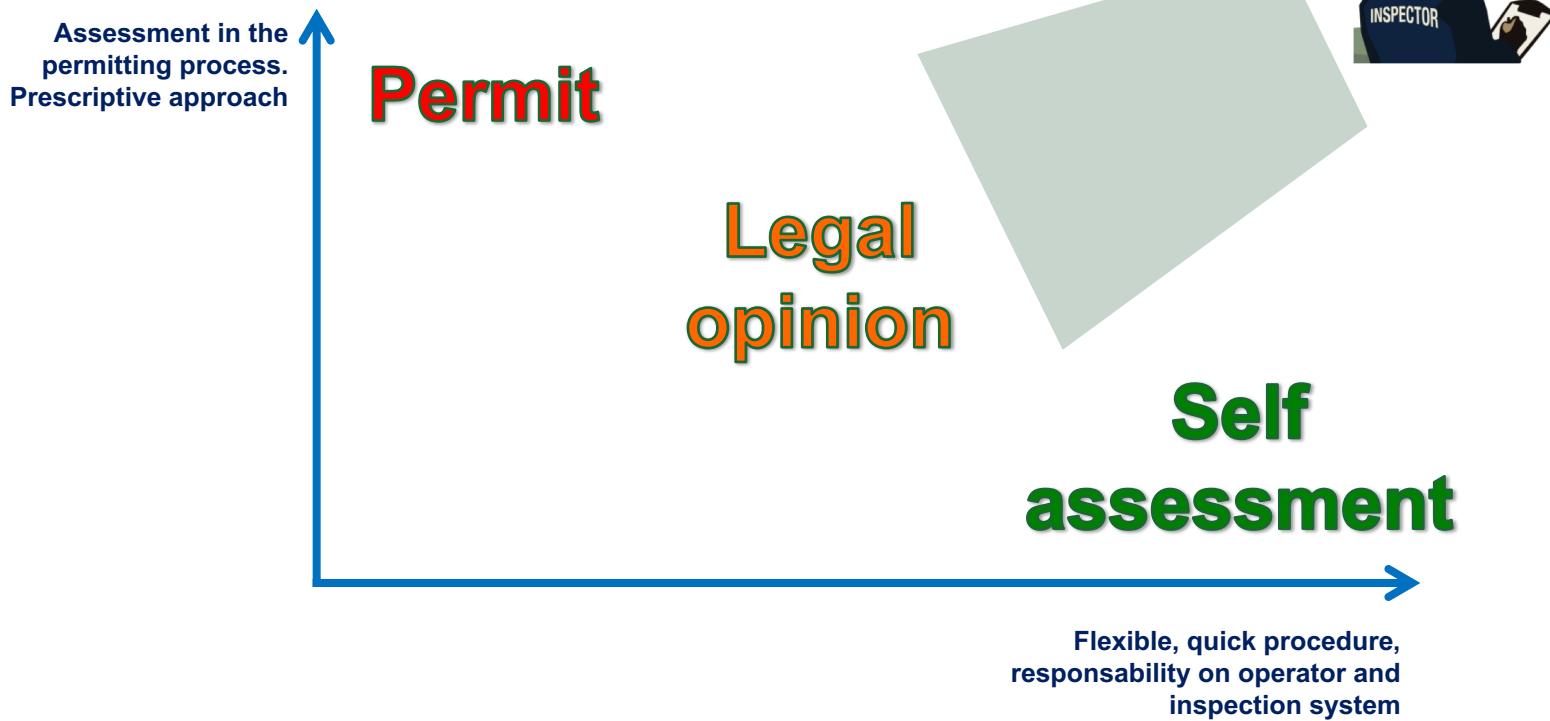 Assessment in the
permitting process.
Prescriptive approach
Permit
INSPECTOR
Legal
opinion
Self
assessment
Flexible, quick procedure,
responsability on operator and
inspection system